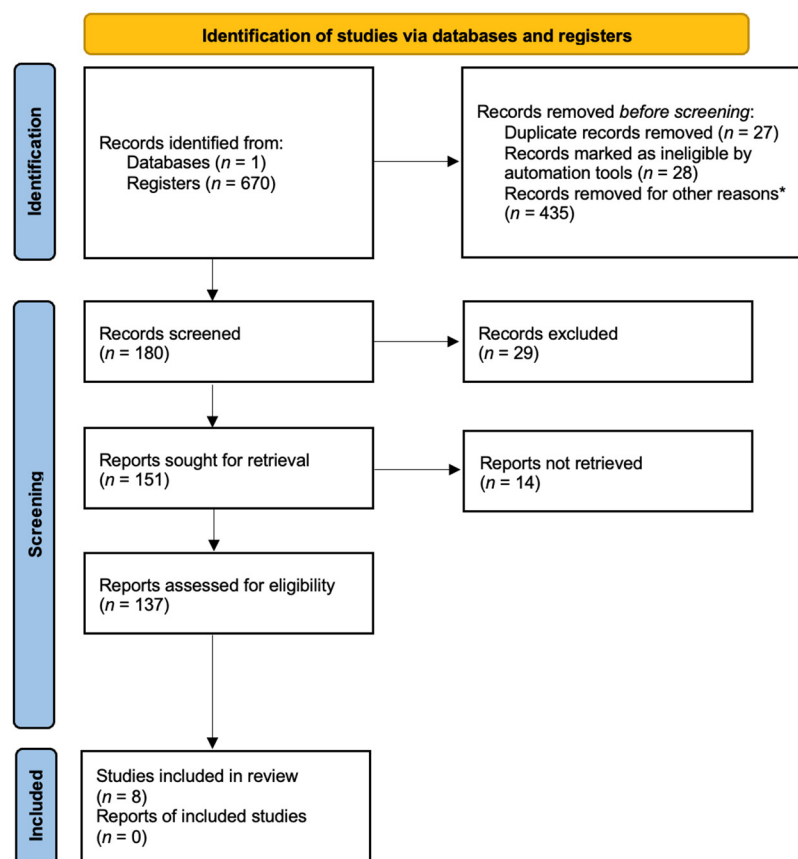 Identification of studies via databases and registers
Identification
Records identified from:
Databases (n = 1)
Registers (n = 670)
Records removed before screening:
Duplicate records removed (n = 27)
Records marked as ineligible by
automation tools (n = 28)
Records removed for other reasons*
(n = 435)
Screening
Records screened
(n = 180)
Records excluded
(n = 29)
Reports sought for retrieval
(n = 151)
Reports not retrieved
(n = 14)
Reports assessed for eligibility
(n = 137)
Included
Studies included in review
(n = 8)
Reports of included studies
(n = 0)